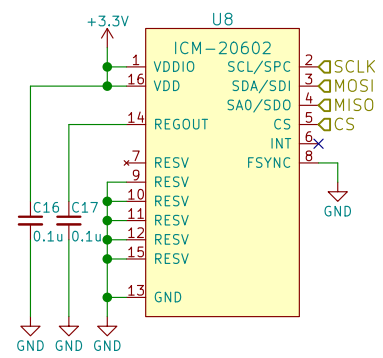 +3.3V
U8
ICM-20602
1 VDDIO SCL/SPC 2 SCLK
16 VDD SDA/SDI 3 MOSI
SA0/SDO 4 MISO
14 REGOUT CS 5 CS
INT 6
7 RESV FSYNC 8
9 RESV
10 RESV
11 RESV
12 RESV
15 RESV
13 GND
C16 C17
0.1u 0.1u
GND
GND GND GND